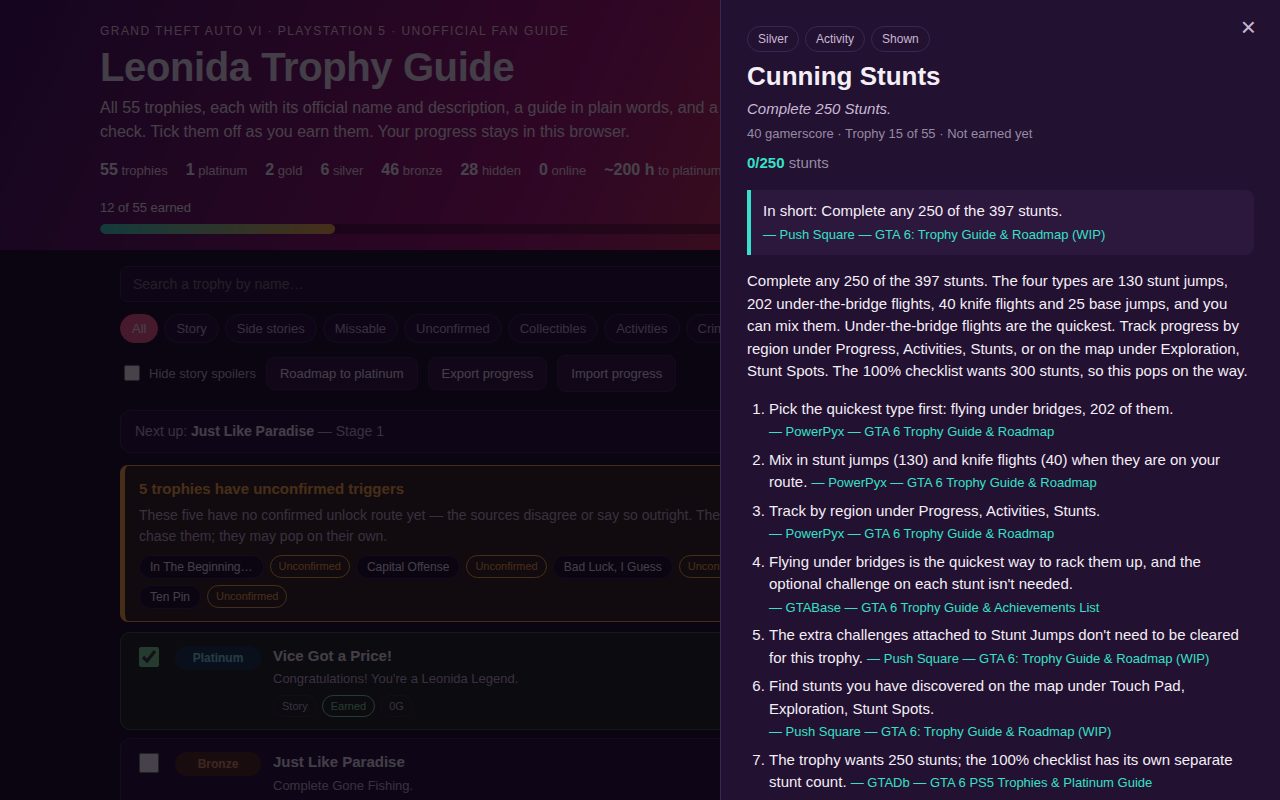 GRAND THEFT AUTO VI · PLAYSTATION 5 · UNOFFICIAL FAN GUIDE
Leonida Trophy Guide
All 55 trophies, each with its official name and description, a guide in plain words, and a
check. Tick them off as you earn them. Your progress stays in this browser.
55 trophies 1 platinum 2 gold 6 silver 46 bronze 28 hidden 0 online ~200 h to platinum
12 of 55 earned
Search a trophy by name…
All Story Side stories Missable Unconfirmed Collectibles Activities
Hide story spoilers Roadmap to platinum Export progress Import progress
Next up: Just Like Paradise — Stage 1
5 trophies have unconfirmed triggers
These five have no confirmed unlock route yet — the sources disagree or say so outright.
chase them; they may pop on their own.
In The Beginning… Unconfirmed Capital Offense Unconfirmed Bad Luck, I Guess
Ten Pin Unconfirmed
Platinum Vice Got a Price!
Congratulations! You're a Leonida Legend.
Story Earned 0G
Bronze Just Like Paradise
Complete Gone Fishing.
✕
Silver Activity Shown
Cunning Stunts
Complete 250 Stunts.
40 gamerscore · Trophy 15 of 55 · Not earned yet
0/250 stunts
In short: Complete any 250 of the 397 stunts.
— Push Square — GTA 6: Trophy Guide & Roadmap (WIP)
Complete any 250 of the 397 stunts. The four types are 130 stunt jumps,
202 under-the-bridge flights, 40 knife flights and 25 base jumps, and you
can mix them. Under-the-bridge flights are the quickest. Track progress by
region under Progress, Activities, Stunts, or on the map under Exploration,
Stunt Spots. The 100% checklist wants 300 stunts, so this pops on the way.
1. Pick the quickest type first: flying under bridges, 202 of them.
— PowerPyx — GTA 6 Trophy Guide & Roadmap
2. Mix in stunt jumps (130) and knife flights (40) when they are on your
route. — PowerPyx — GTA 6 Trophy Guide & Roadmap
3. Track by region under Progress, Activities, Stunts.
— PowerPyx — GTA 6 Trophy Guide & Roadmap
4. Flying under bridges is the quickest way to rack them up, and the
optional challenge on each stunt isn't needed.
— GTABase — GTA 6 Trophy Guide & Achievements List
5. The extra challenges attached to Stunt Jumps don't need to be cleared
for this trophy. — Push Square — GTA 6: Trophy Guide & Roadmap (WIP)
6. Find stunts you have discovered on the map under Touch Pad,
Exploration, Stunt Spots.
— Push Square — GTA 6: Trophy Guide & Roadmap (WIP)
7. The trophy wants 250 stunts; the 100% checklist has its own separate
stunt count. — GTADb — GTA 6 PS5 Trophies & Platinum Guide